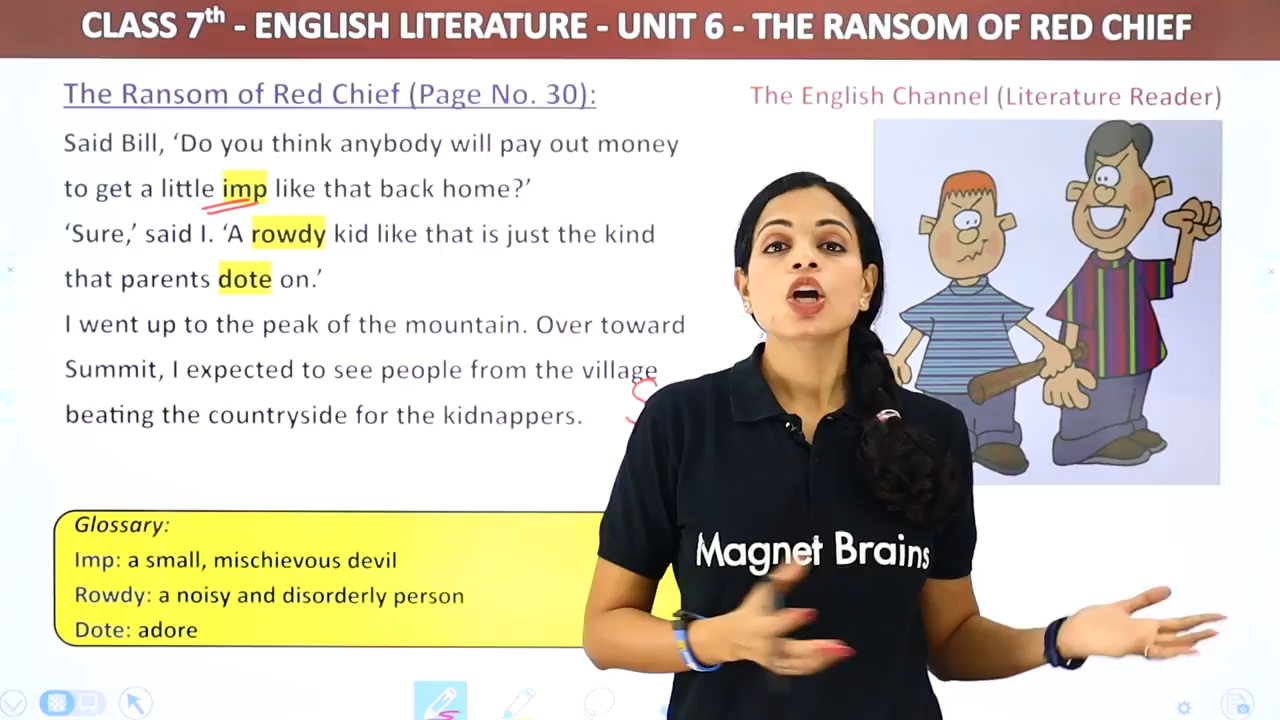 CLASS 7th - ENGLISH LITERATURE - UNIT 6 - THE RANSOM OF RED CHIEF
The Ransom of Red Chief (Page No. 30):
The English Channel (Literature Reader)
Said Bill, ‘Do you think anybody will pay out money
to get a little imp like that back home?’
‘Sure,’ said I. ‘A rowdy kid like that is just the kind
that parents dote on.’
I went up to the peak of the mountain. Over toward
Summit, I expected to see people from the village
beating the countryside for the kidnappers.
Glossary:
Imp: a small, mischievous devil
Rowdy: a noisy and disorderly person
Dote: adore
Magnet Brains